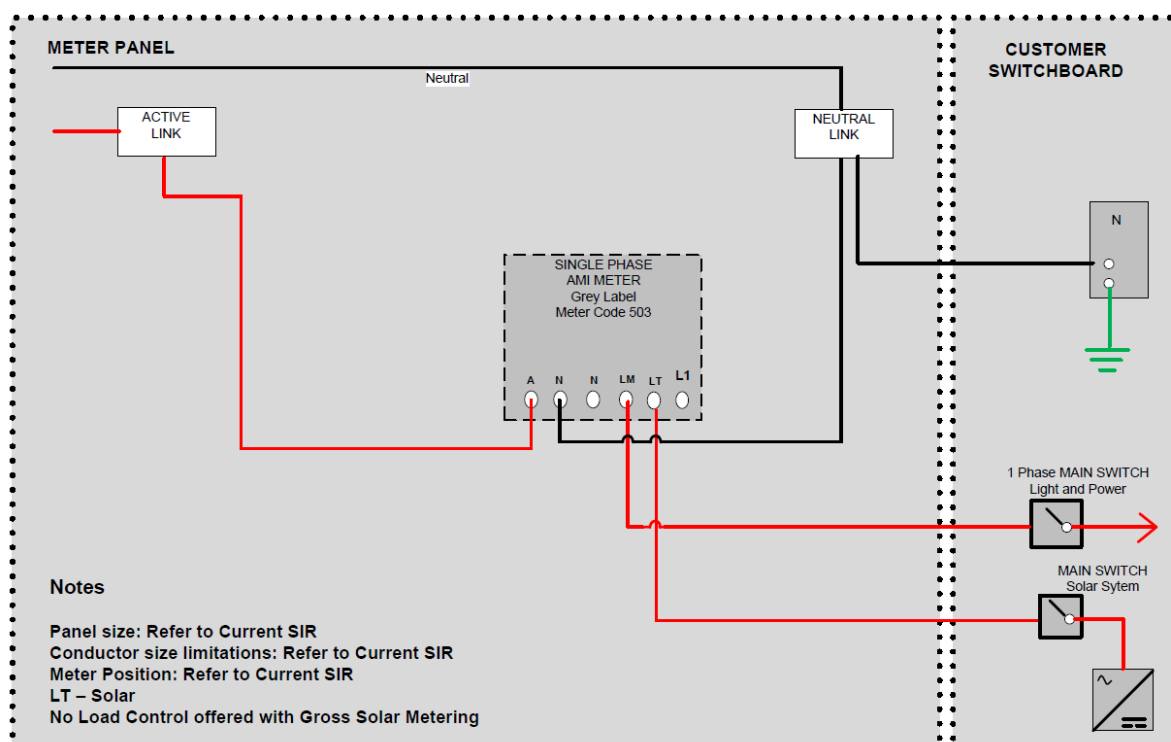 METER PANEL
Neutral
ACTIVE
LINK
NEUTRAL
LINK
CUSTOMER
SWITCHBOARD
N
SINGLE PHASE
AMI METER
Grey Label
Meter Code 503
A N N LM LT L1
1 Phase MAIN SWITCH
Light and Power
MAIN SWITCH
Solar Sytem
Notes
Panel size: Refer to Current SIR
Conductor size limitations: Refer to Current SIR
Meter Position: Refer to Current SIR
LT – Solar
No Load Control offered with Gross Solar Metering